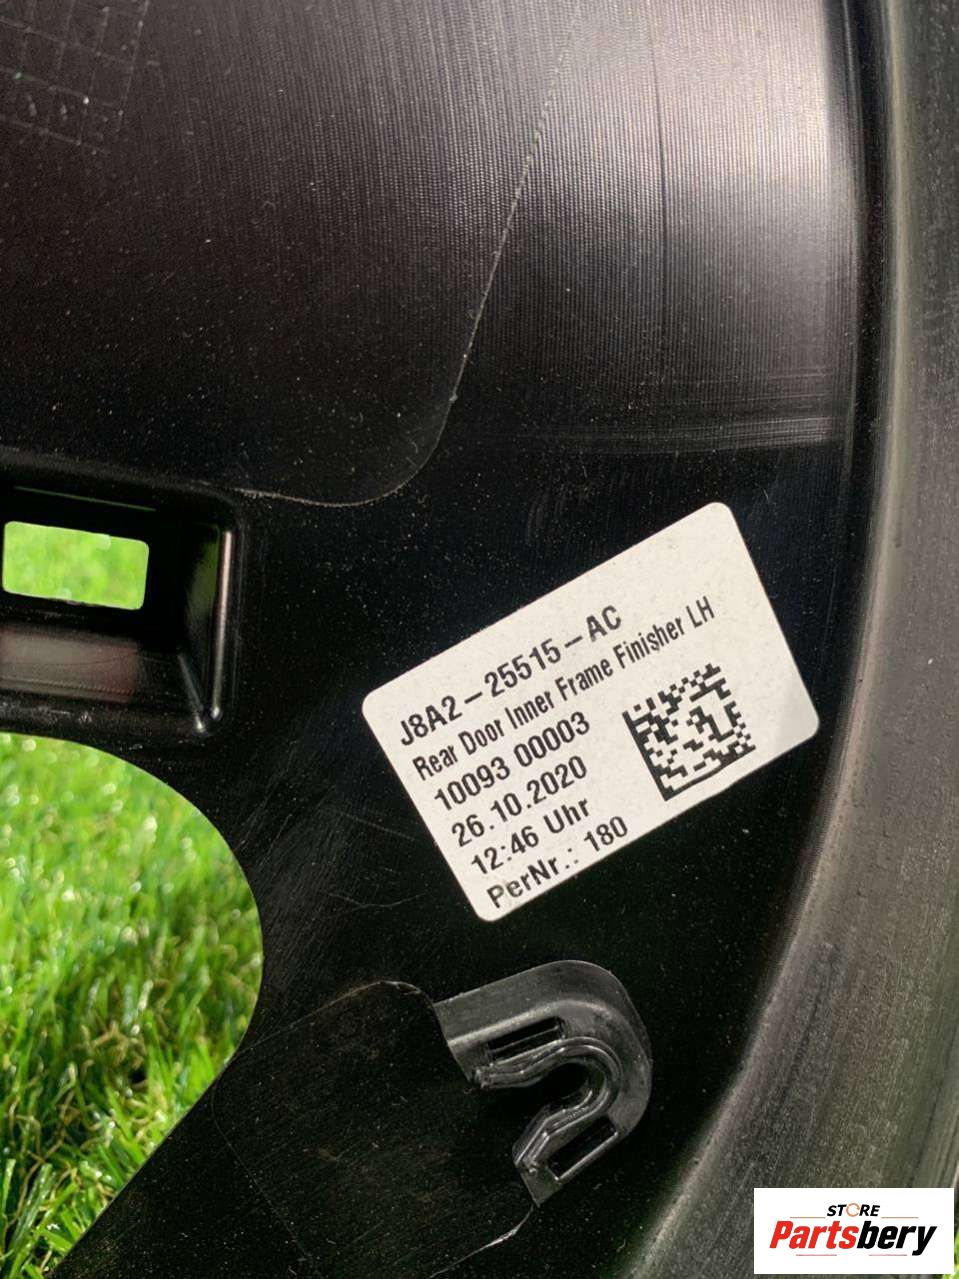 J8A2-25515-AC
Rear Door Inner Frame Finisher LH
10093 00003
26.10.2020
12:46 Uhr
PerNr.: 180
STORE
Partsbery